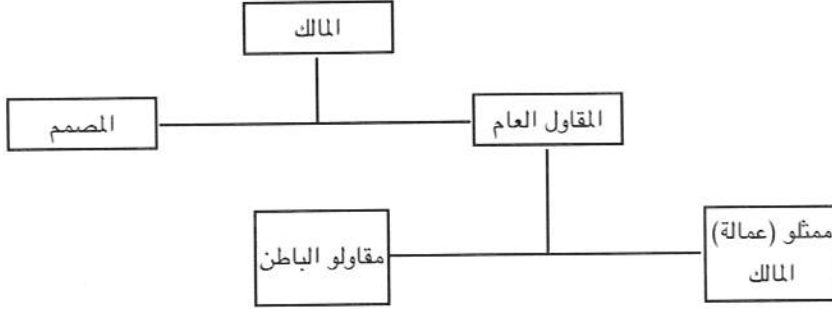 المالك
المقاول العام
المصمم
ممثلو (عمالة)
المالك
مقاولو الباطن